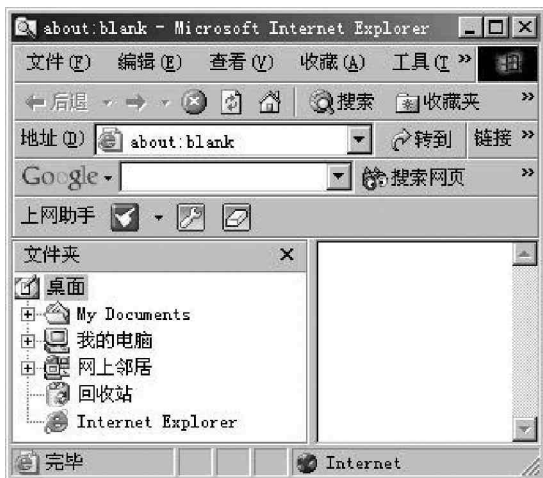 about:blank - Microsoft Internet Explorer
文件(F) 编辑(E) 查看(V) 收藏(A) 工具(T »
后退 搜索 收藏夹 »
地址(D) about:blank 转到 链接 »
Google 搜索网页 »
上网助手
文件夹 ×
桌面
My Documents
我的电脑
网上邻居
回收站
Internet Explorer
完毕 Internet